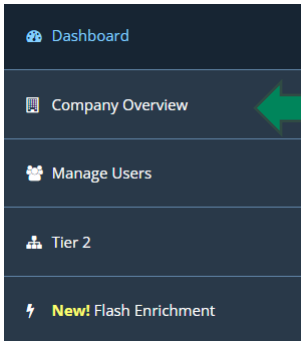 Dashboard
Company Overview
Manage Users
Tier 2
New! Flash Enrichment